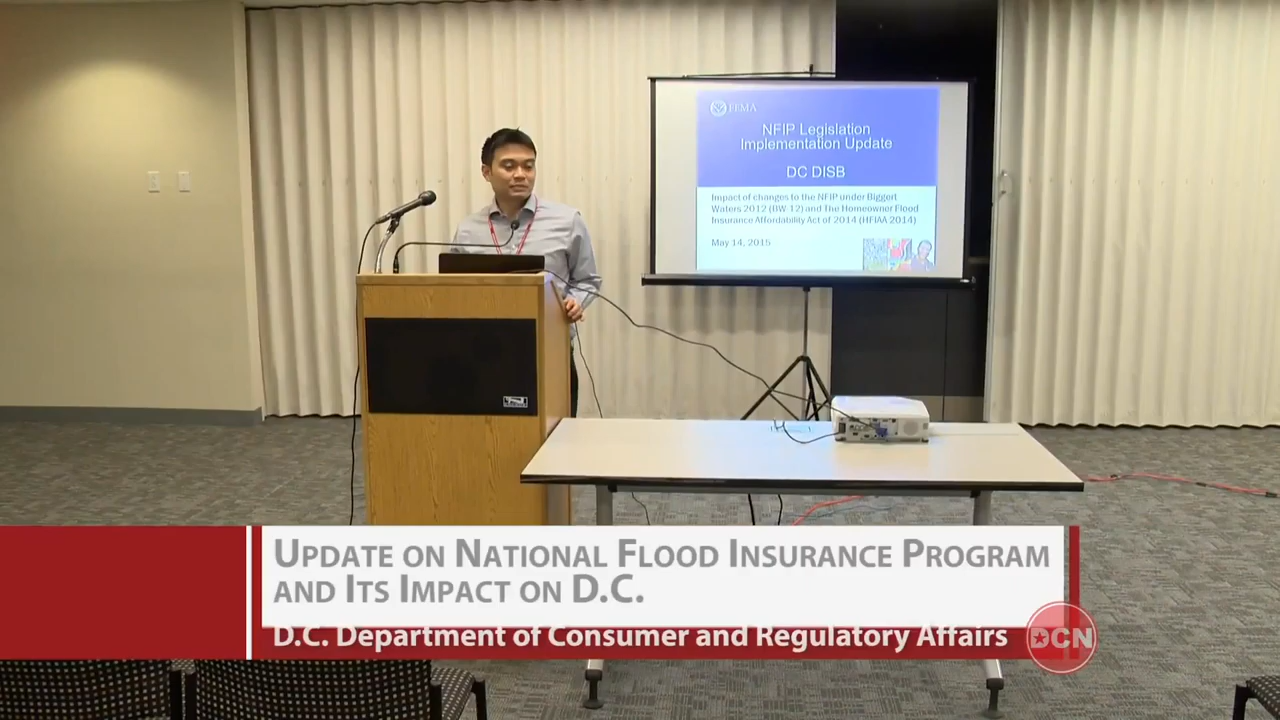 FEMA
NFIP Legislation
Implementation Update
DC DISB
Impact of changes to the NFIP under Biggert
Waters 2012 (BW 12) and The Homeowner Flood
Insurance Affordability Act of 2014 (HFIAA 2014)
May 14, 2015
UPDATE ON NATIONAL FLOOD INSURANCE PROGRAM
AND ITS IMPACT ON D.C.
D.C. Department of Consumer and Regulatory Affairs
DCN